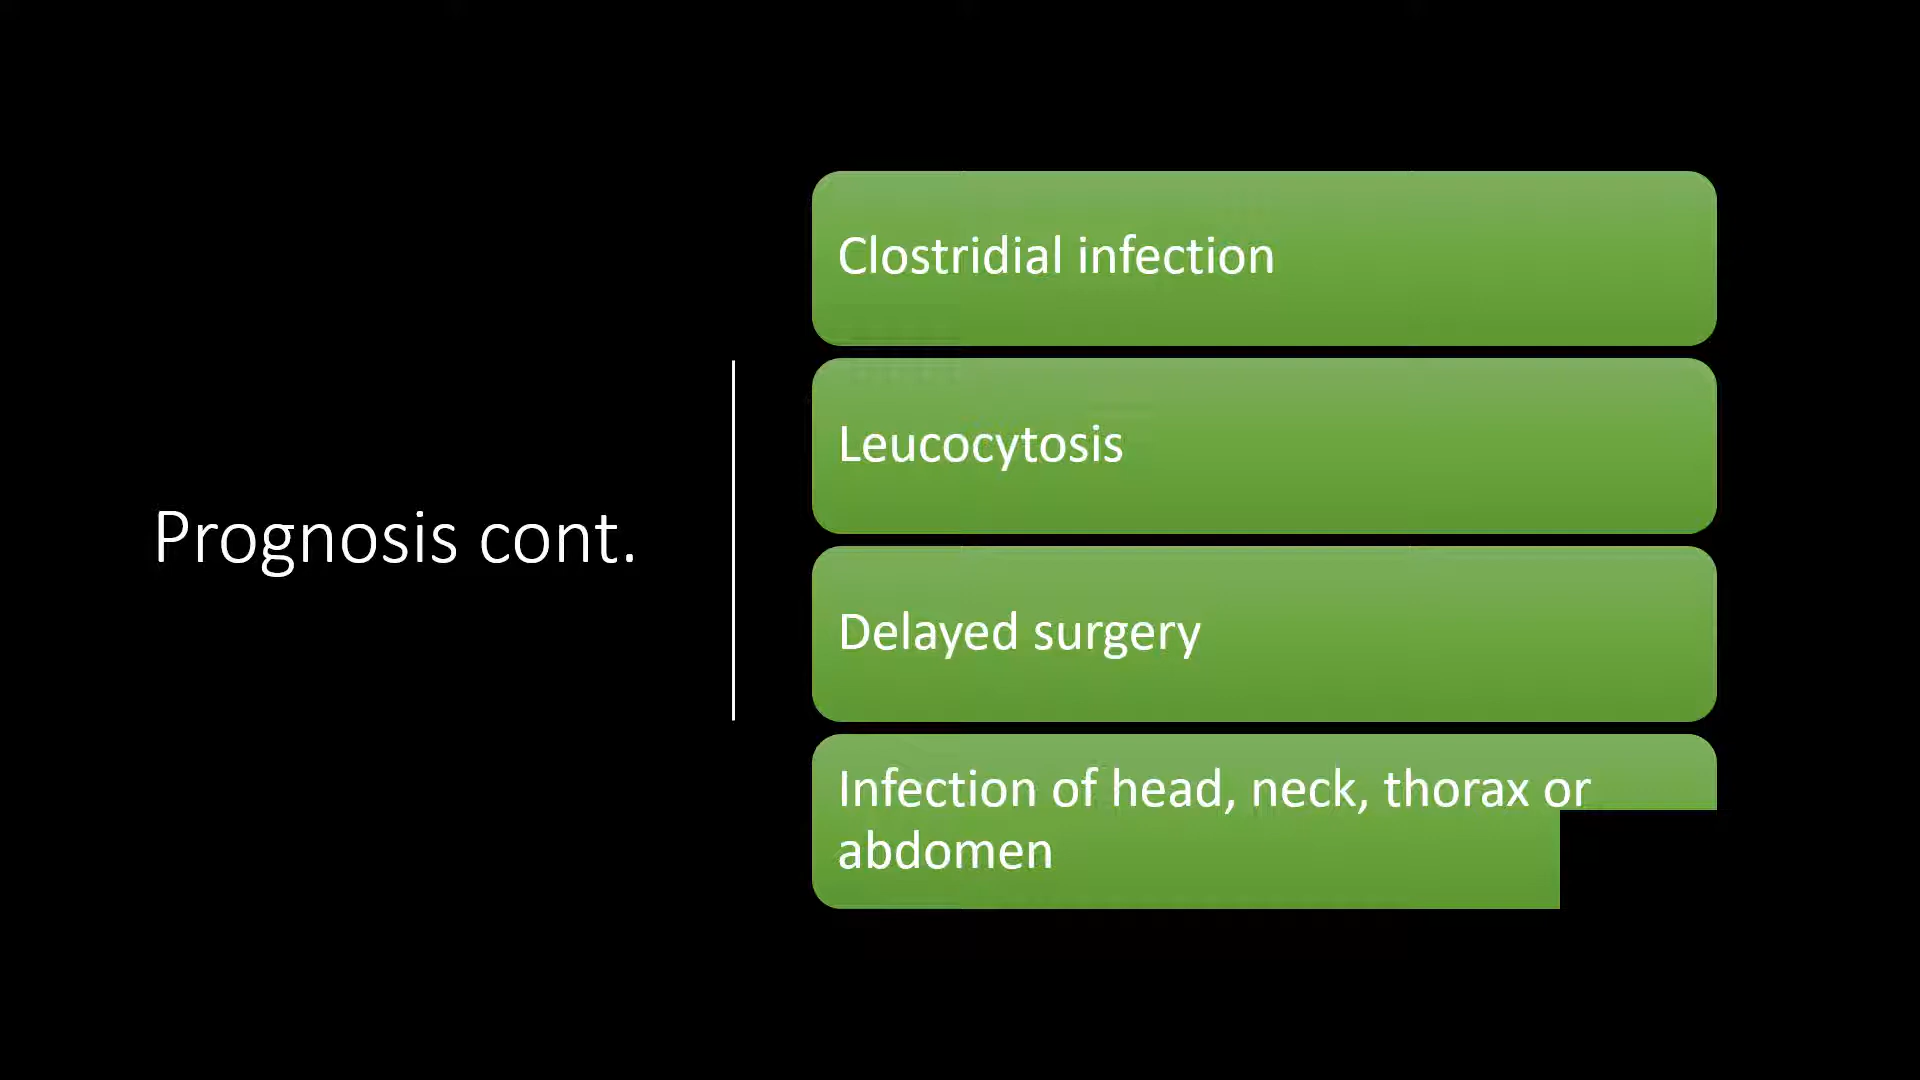 Prognosis cont.
Clostridial infection
Leucocytosis
Delayed surgery
Infection of head, neck, thorax or
abdomen